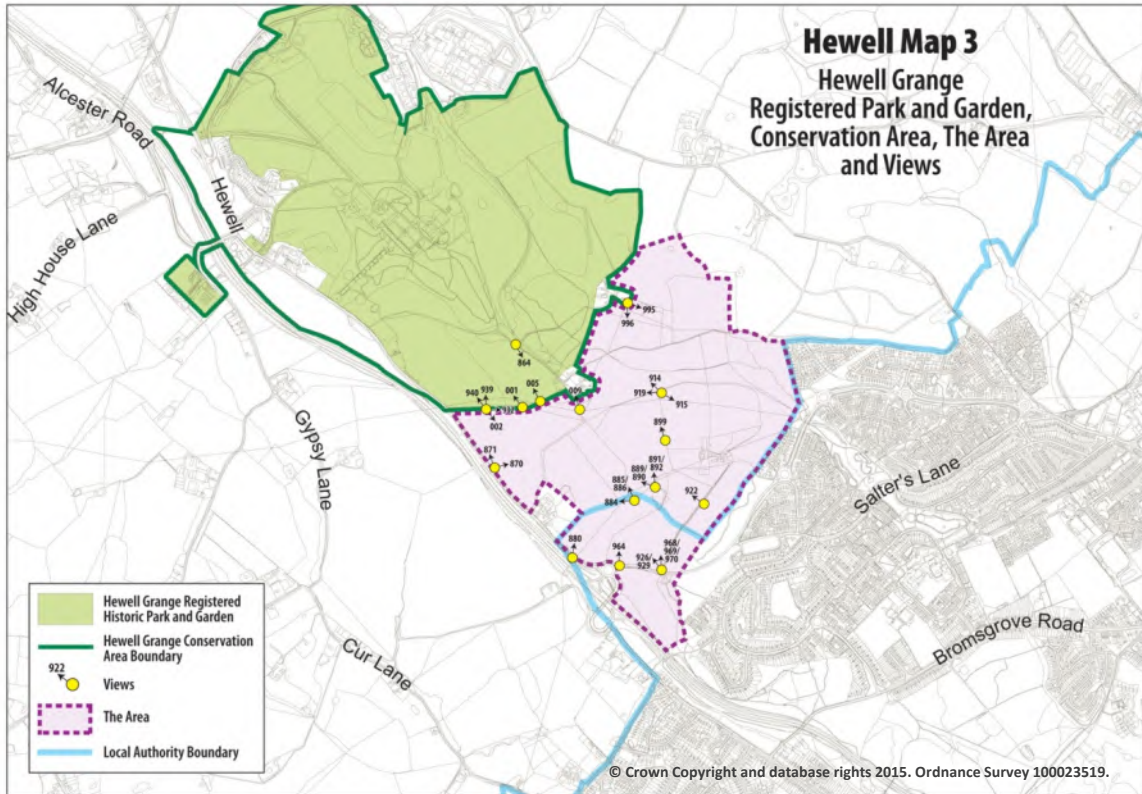 Hewell Map 3
Hewell Grange
Registered Park and Garden,
Conservation Area, The Area
and Views
Alcester Road
Hewell
High House Lane
995
996
864
939
940
001
005
009
002
914
919
915
899
871
870
891/
892
889/
890
885/
886
884
922
880
964
968/
969/
970
926/
929
Salter's Lane
Gypsy Lane
Cur Lane
Bromsgrove Road
Hewell Grange Registered
Historic Park and Garden
Hewell Grange Conservation
Area Boundary
922
Views
The Area
Local Authority Boundary
© Crown Copyright and database rights 2015. Ordnance Survey 100023519.